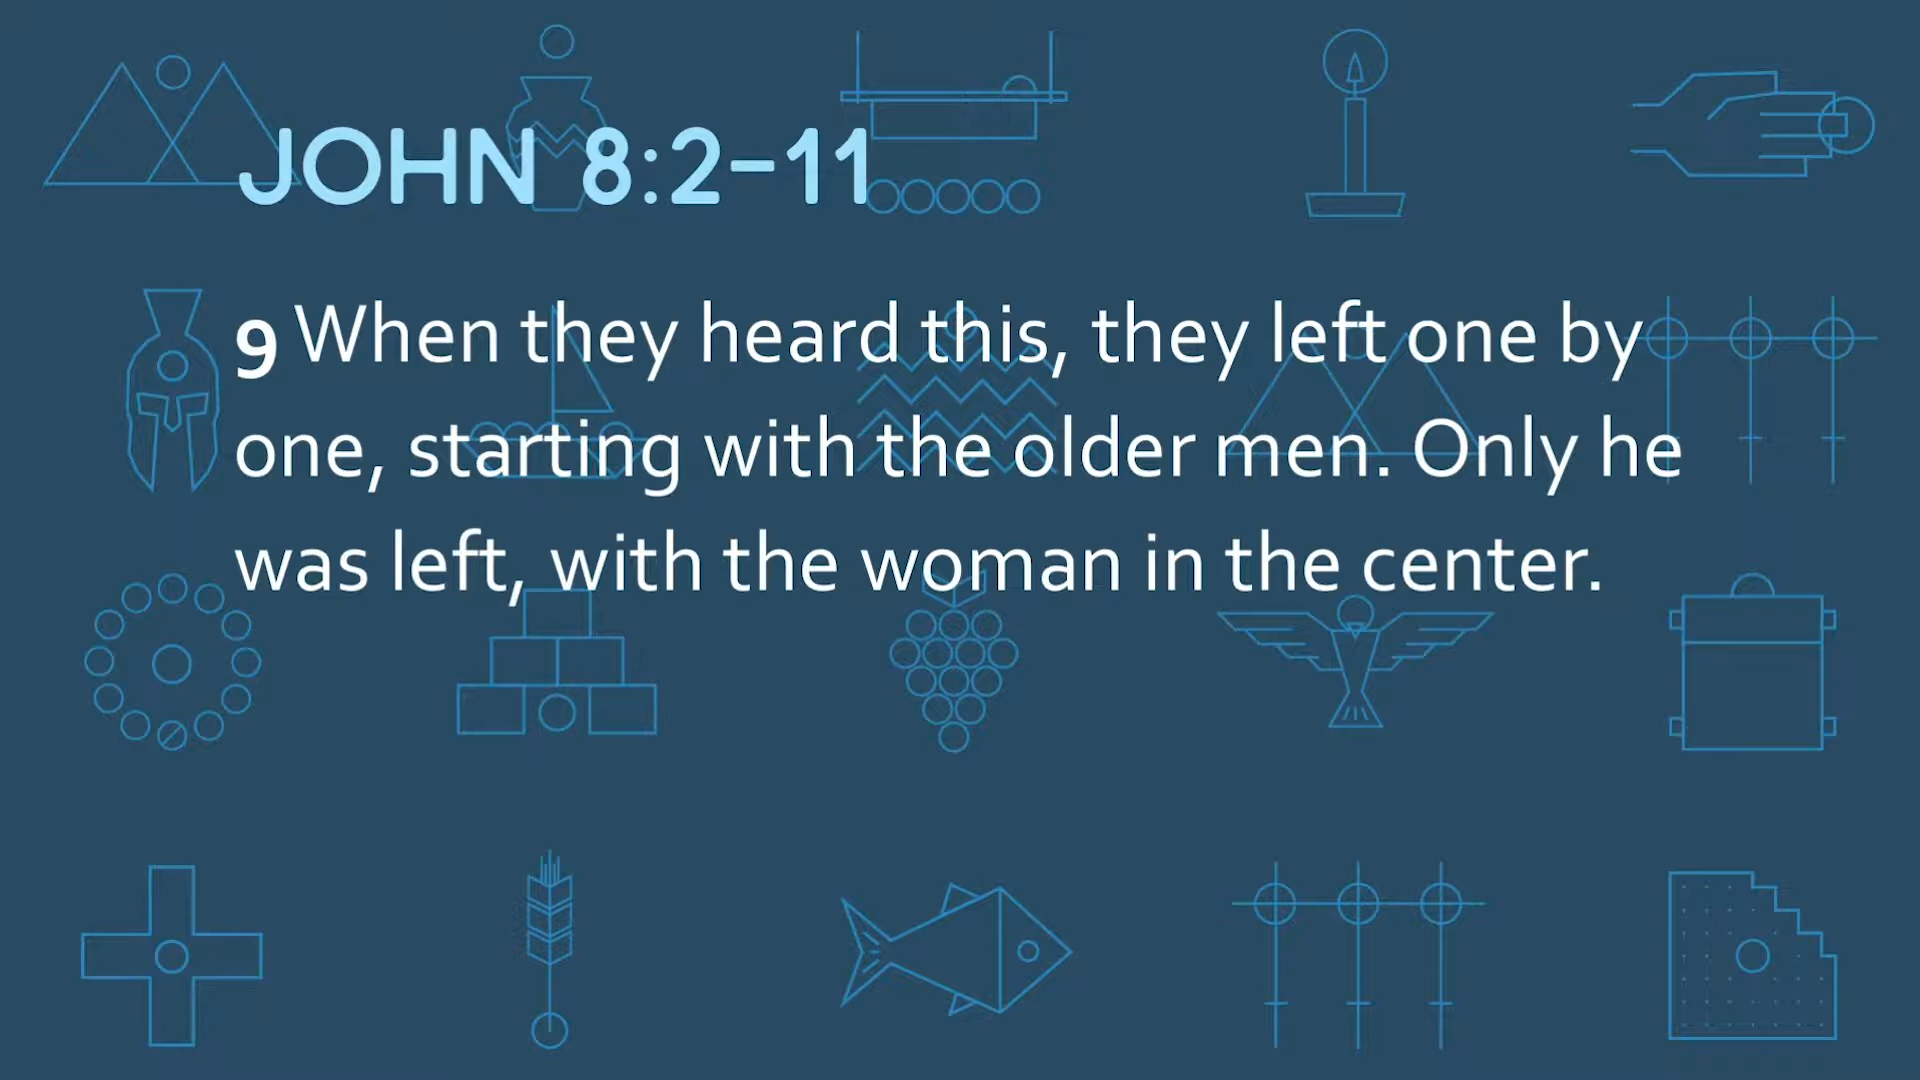 JOHN 8:2-11
9 When they heard this, they left one by
one, starting with the older men. Only he
was left, with the woman in the center.